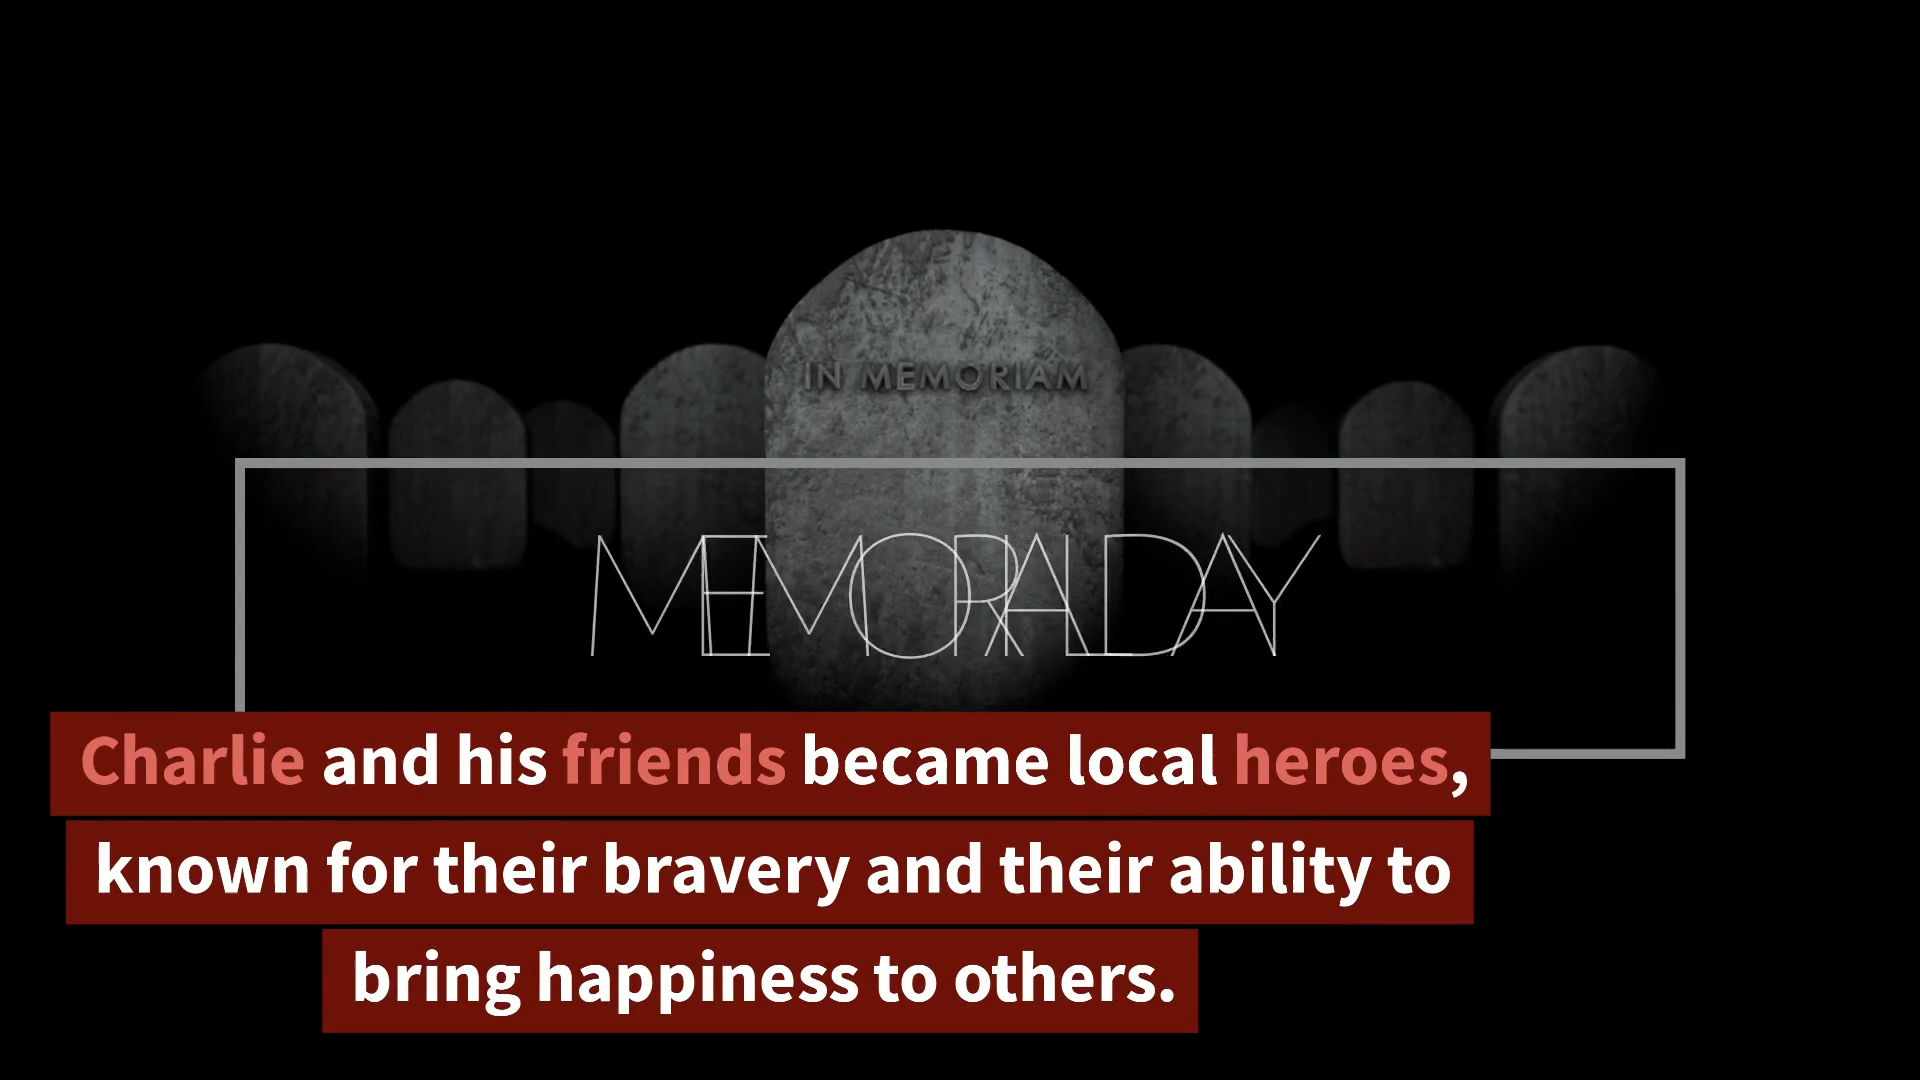 IN MEMORIAM
MEMORIAL DAY
Charlie and his friends became local heroes,
known for their bravery and their ability to
bring happiness to others.